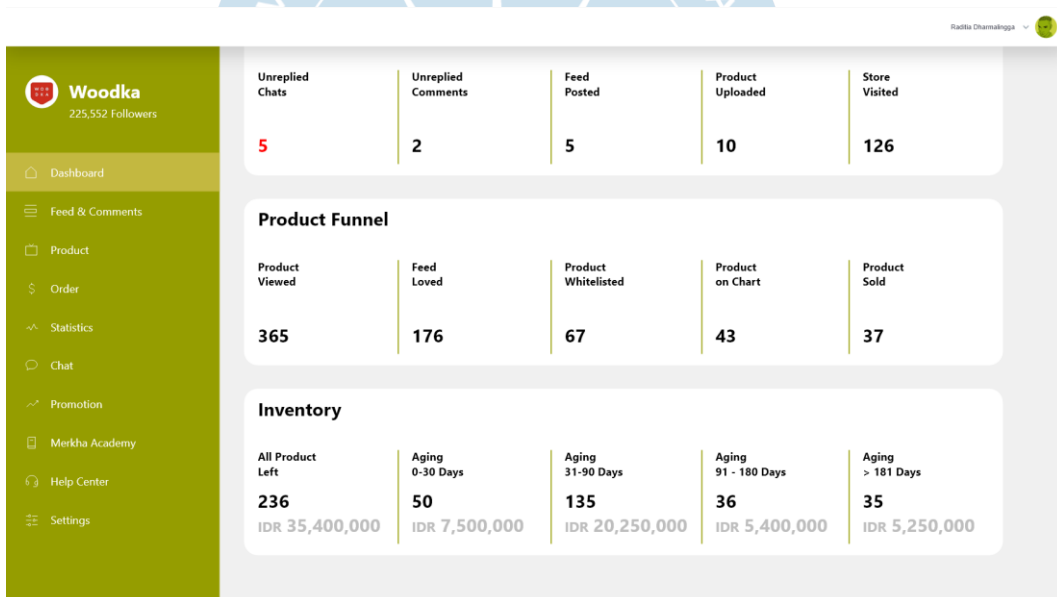 Raditia Dharmalingga
Woodka
225,552 Followers
Dashboard
Feed & Comments
Product
Order
Statistics
Chat
Promotion
Merkha Academy
Help Center
Settings
Unreplied
Chats
5
Unreplied
Comments
2
Feed
Posted
5
Product
Uploaded
10
Store
Visited
126
Product Funnel
Product
Viewed
365
Feed
Loved
176
Product
Whitelisted
67
Product
on Chart
43
Product
Sold
37
Inventory
All Product
Left
236
IDR 35,400,000
Aging
0-30 Days
50
IDR 7,500,000
Aging
31-90 Days
135
IDR 20,250,000
Aging
91 - 180 Days
36
IDR 5,400,000
Aging
> 181 Days
35
IDR 5,250,000